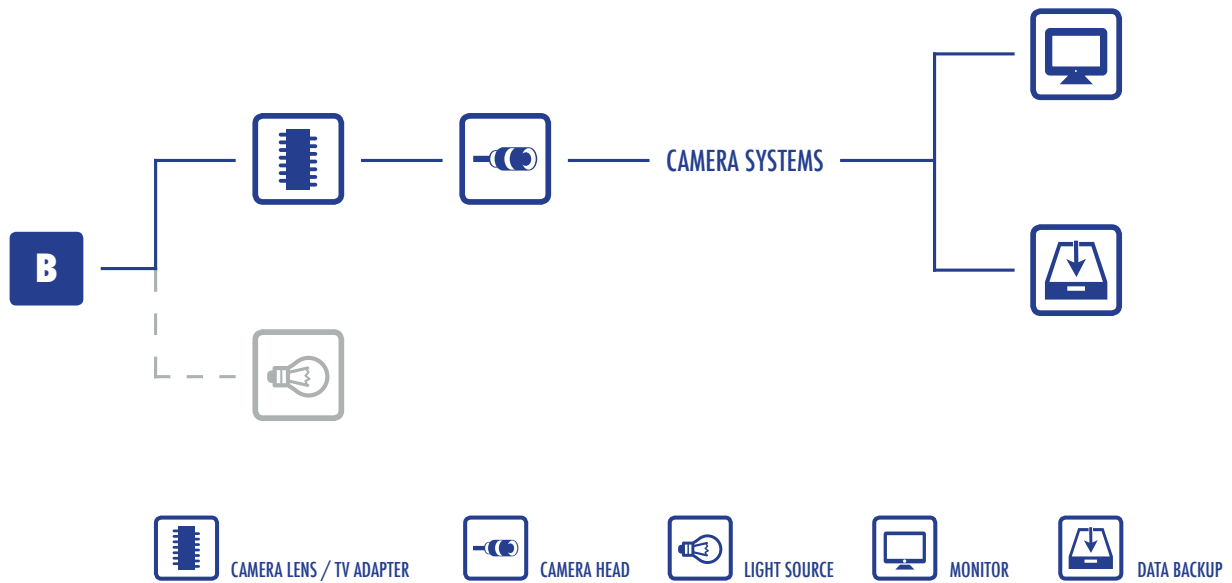 CAMERA SYSTEMS
B
CAMERA LENS / TV ADAPTER
CAMERA HEAD
LIGHT SOURCE
MONITOR
DATA BACKUP